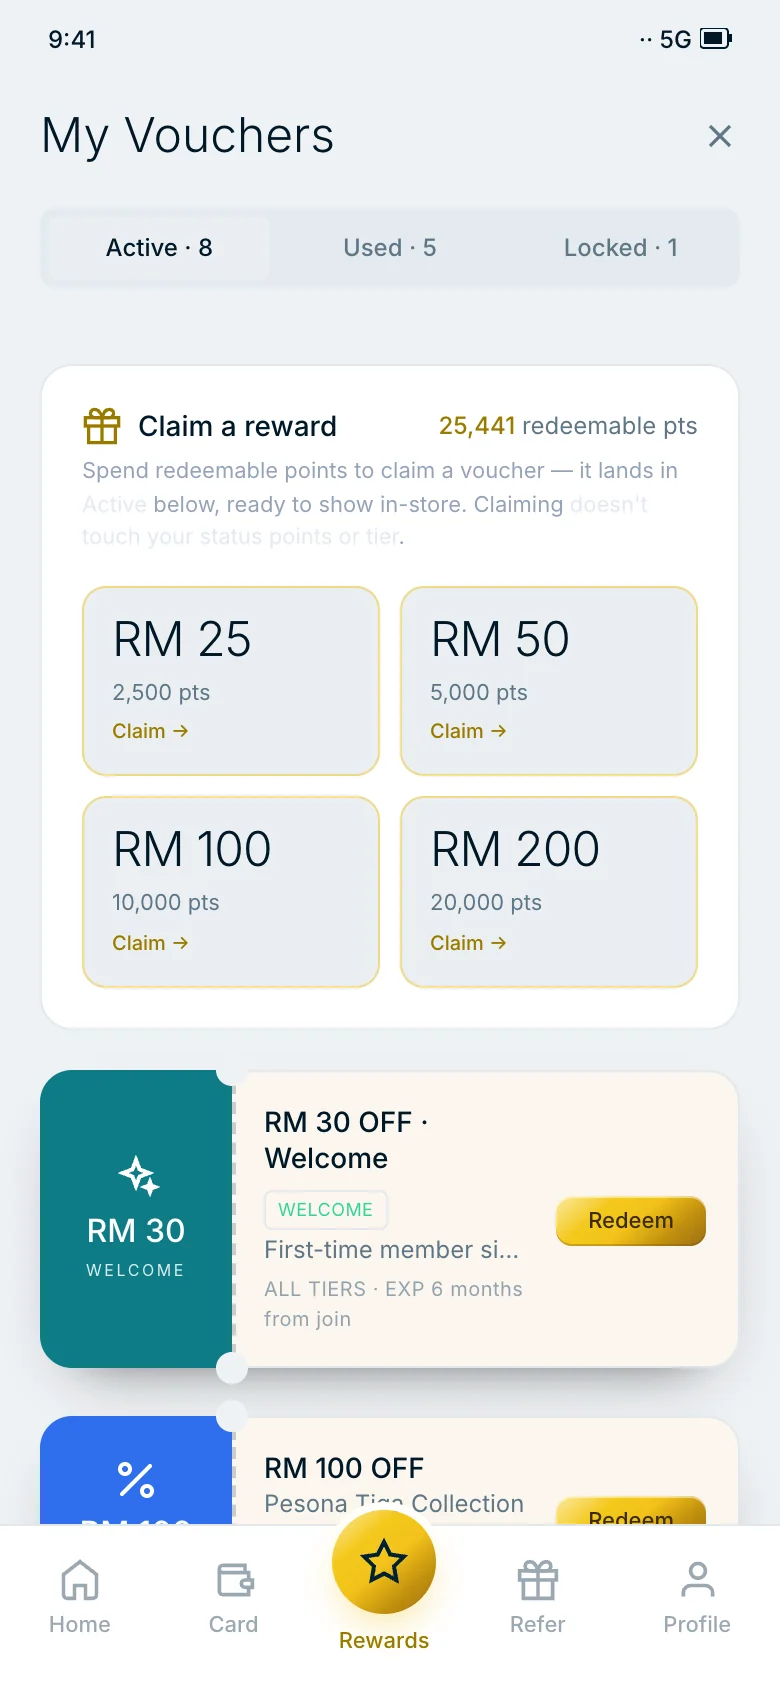 9:41
·· 5G
My Vouchers
Active · 8
Used · 5
Locked · 1
Claim a reward
25,441 redeemable pts
Spend redeemable points to claim a voucher — it lands in
Active below, ready to show in-store. Claiming doesn't
touch your status points or tier.
RM 25
2,500 pts
Claim →
RM 50
5,000 pts
Claim →
RM 100
10,000 pts
Claim →
RM 200
20,000 pts
Claim →
RM 30
WELCOME
RM 30 OFF ·
Welcome
WELCOME
First-time member si...
ALL TIERS · EXP 6 months
from join
Redeem
RM 100
RM 100 OFF
Pesona Tiga Collection
Redeem
Home
Card
Rewards
Refer
Profile